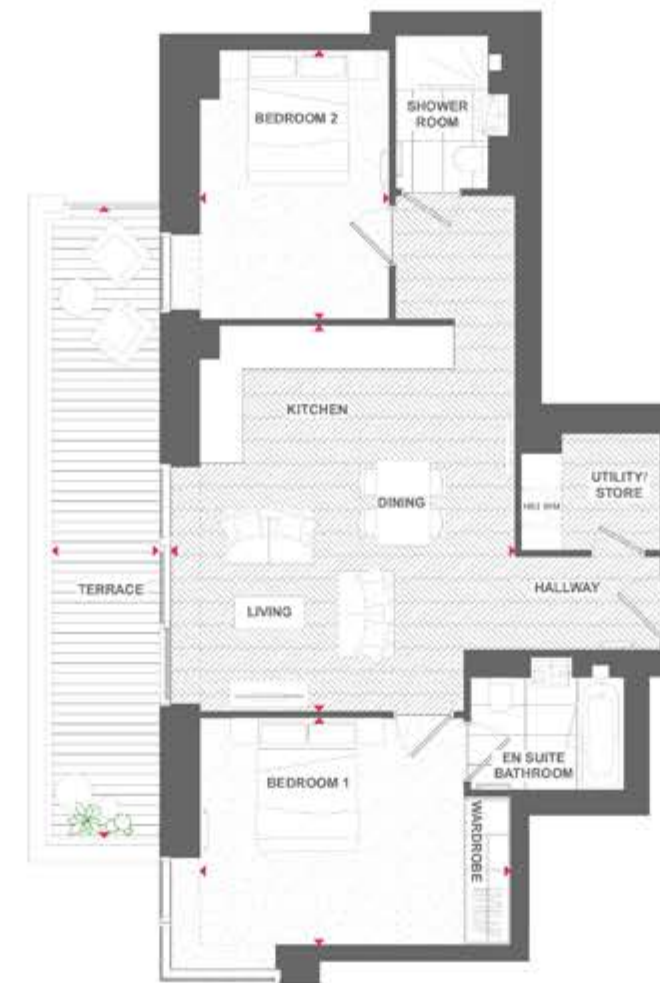 BEDROOM 2
SHOWER
ROOM
KITCHEN
DINING
UTILITY/
STORE
TERRACE
LIVING
HALLWAY
BEDROOM 1
EN SUITE
BATHROOM
WARDROBE